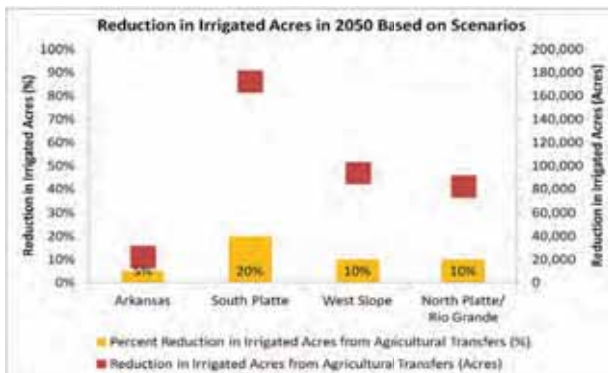 Reduction in Irrigated Acres in 2050 Based on Scenarios
Reduction in Irrigated Acres (%)
100%
90%
80%
70%
60%
50%
40%
30%
20%
10%
0%
5%
20%
10%
10%
200,000
180,000
160,000
140,000
120,000
100,000
80,000
60,000
40,000
20,000
0
Reduction in Irrigated Acres (Acres)
Arkansas
South Platte
West Slope
North Platte/
Rio Grande
Percent Reduction in Irrigated Acres from Agricultural Transfers (%)
Reduction in Irrigated Acres from Agricultural Transfers (Acres)